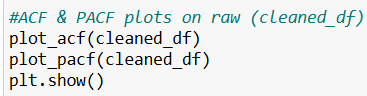 #ACF & PACF plots on raw (cleaned_df)
plot_acf(cleaned_df)
plot_pacf(cleaned_df)
plt.show()